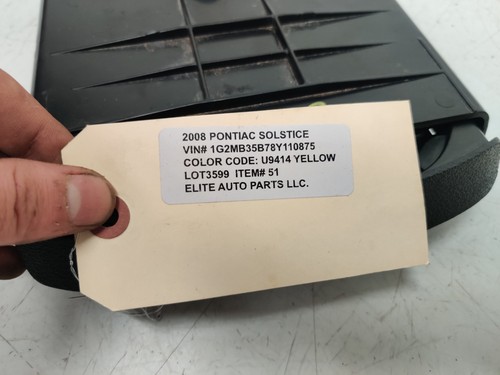 2008 PONTIAC SOLSTICE
VIN# 1G2MB35B78Y110875
COLOR CODE: U9414 YELLOW
LOT3599 ITEM# 51
ELITE AUTO PARTS LLC.